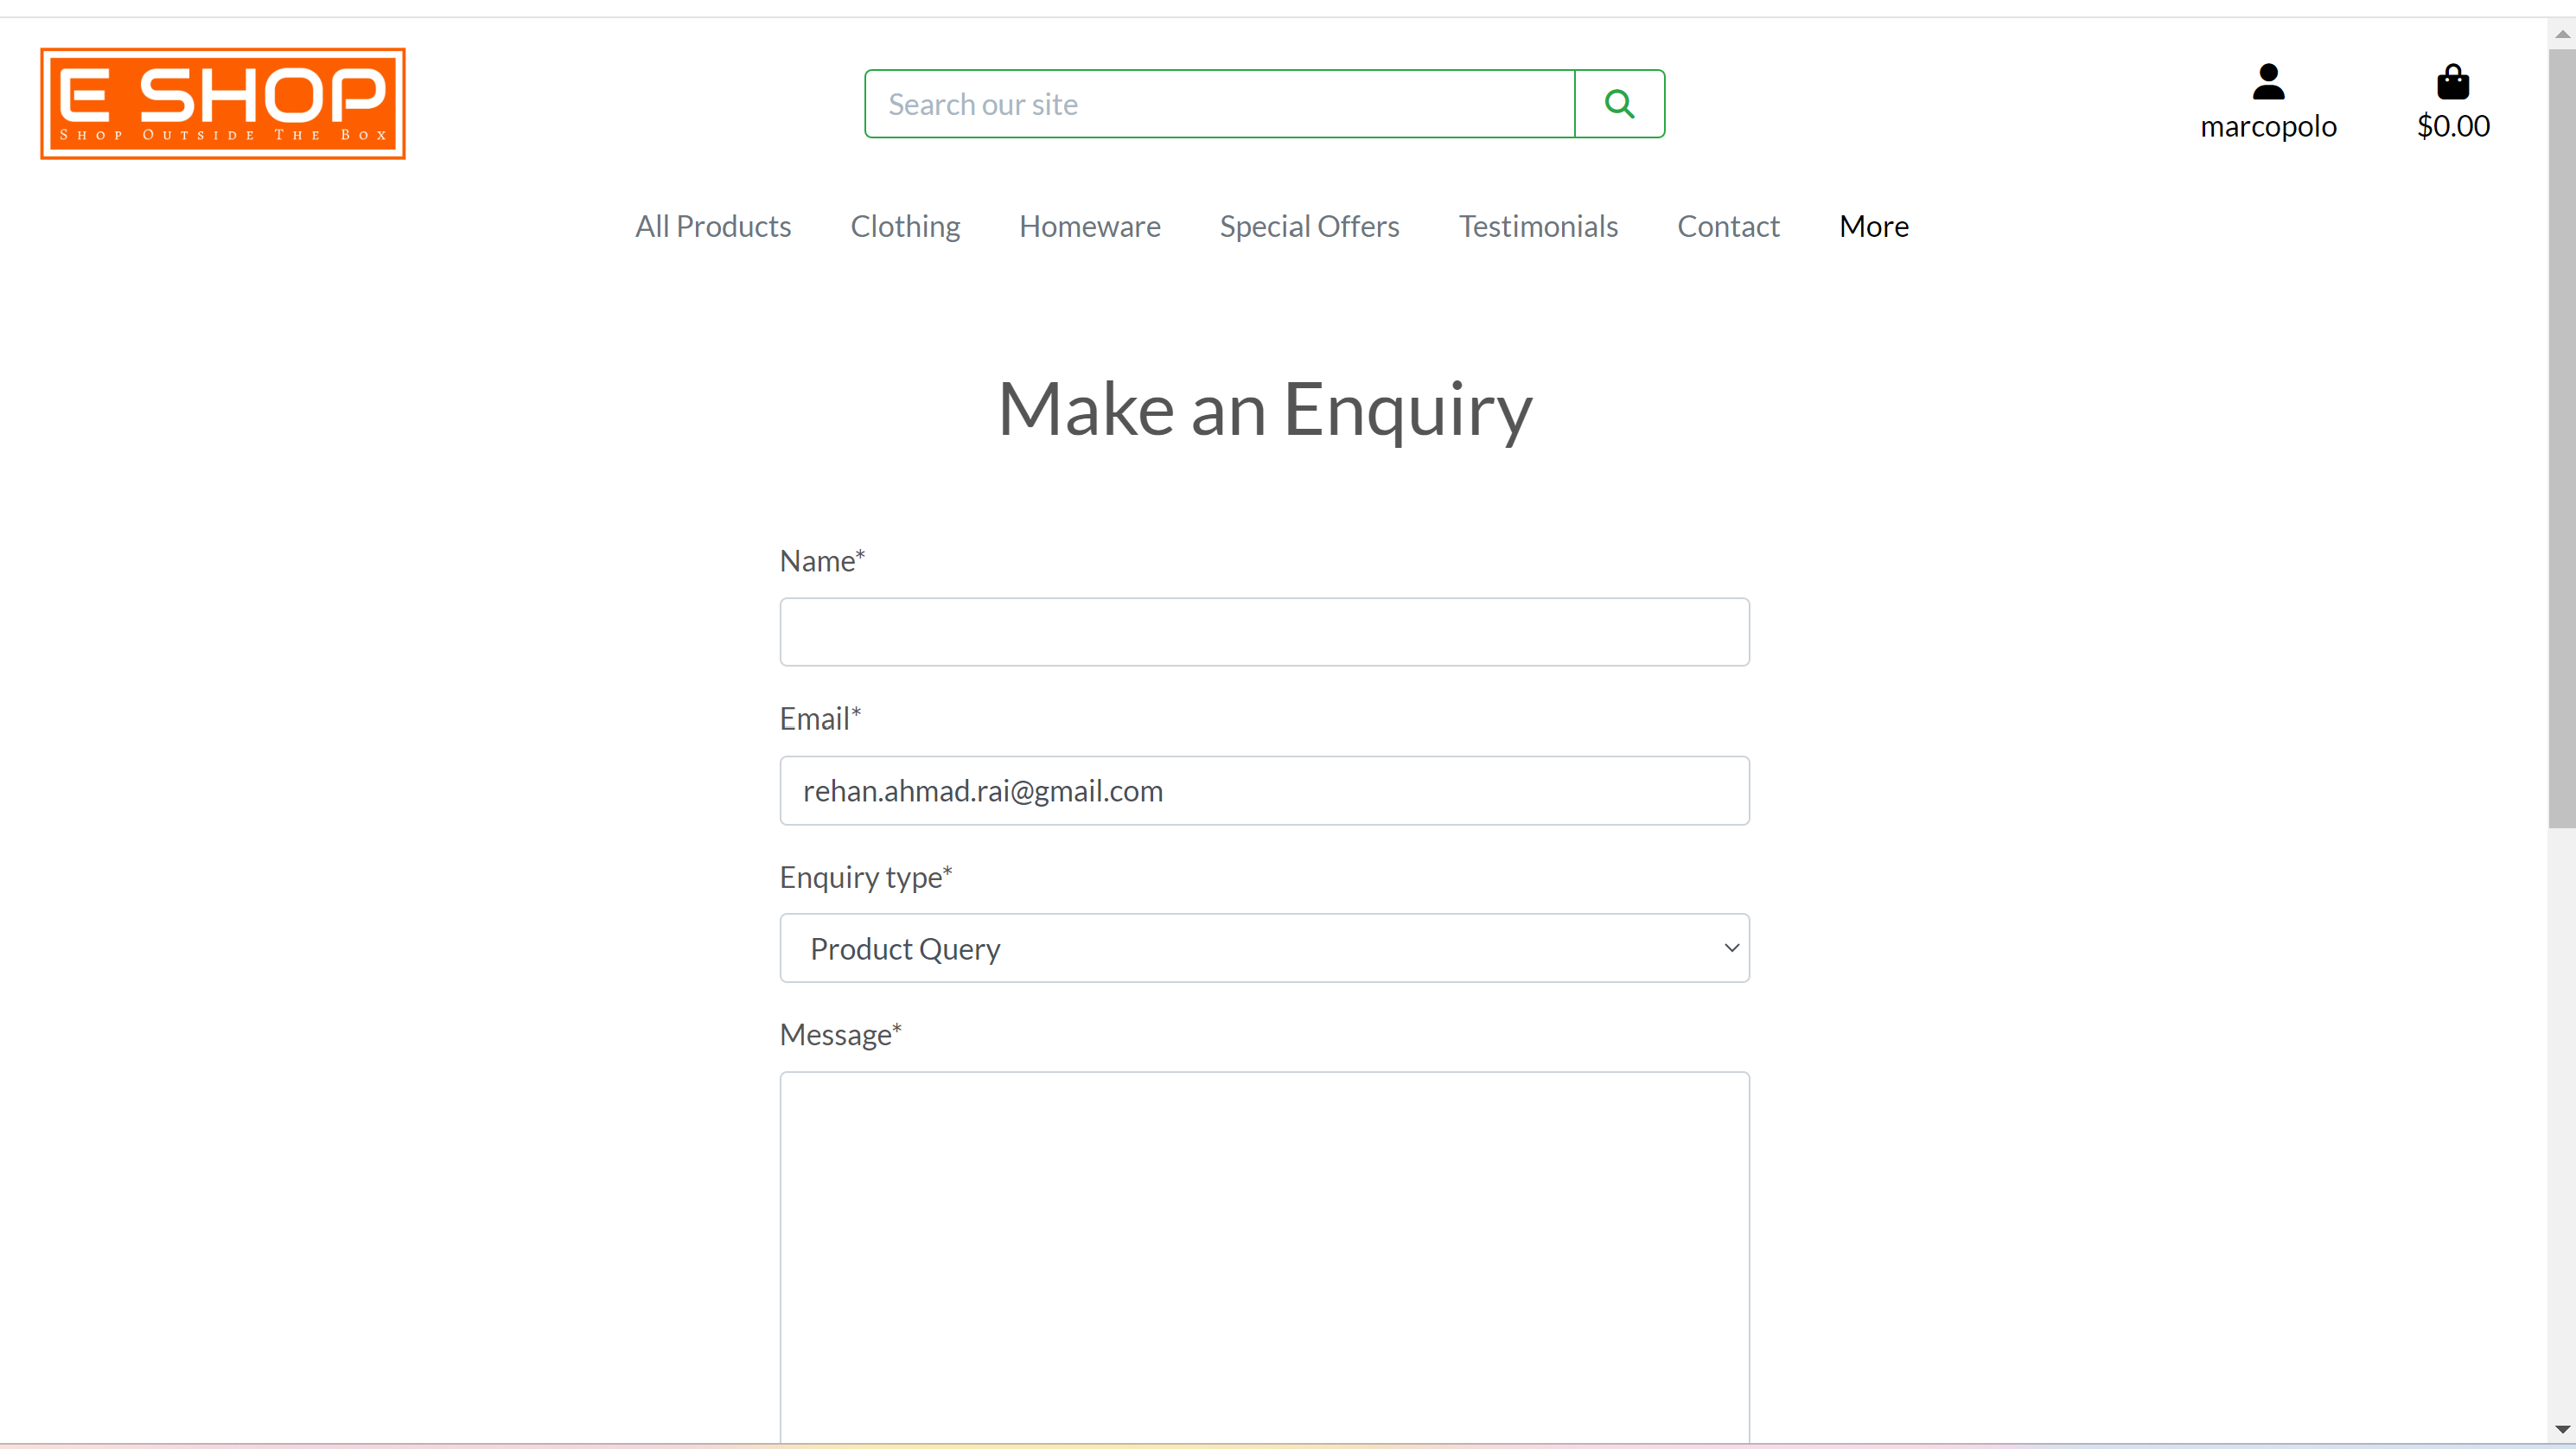 E SHOP
Shop Outside The Box
Search our site
marcopolo
$0.00
All Products Clothing Homeware Special Offers Testimonials Contact More
Make an Enquiry
Name*
Email*
rehan.ahmad.rai@gmail.com
Enquiry type*
Product Query
Message*